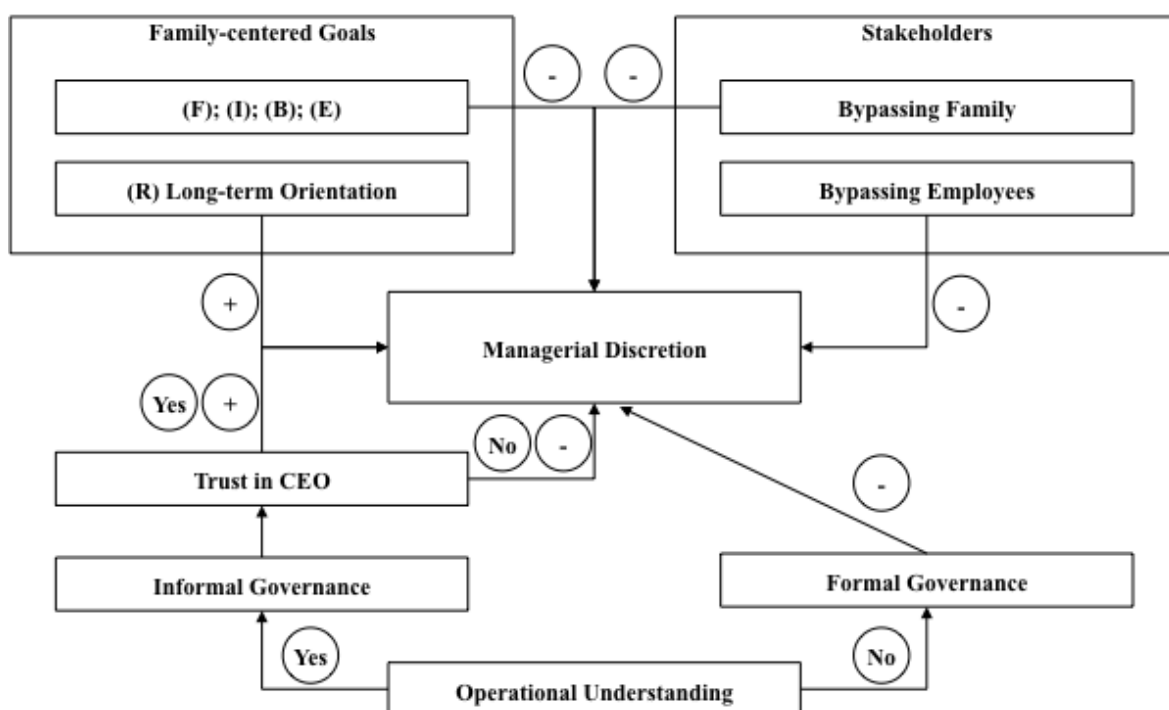 Family-centered Goals
Stakeholders
(F); (I); (B); (E)
-
-
Bypassing Family
(R) Long-term Orientation
Bypassing Employees
+
-
Managerial Discretion
Yes
+
No
-
Trust in CEO
-
Informal Governance
Formal Governance
Yes
No
Operational Understanding